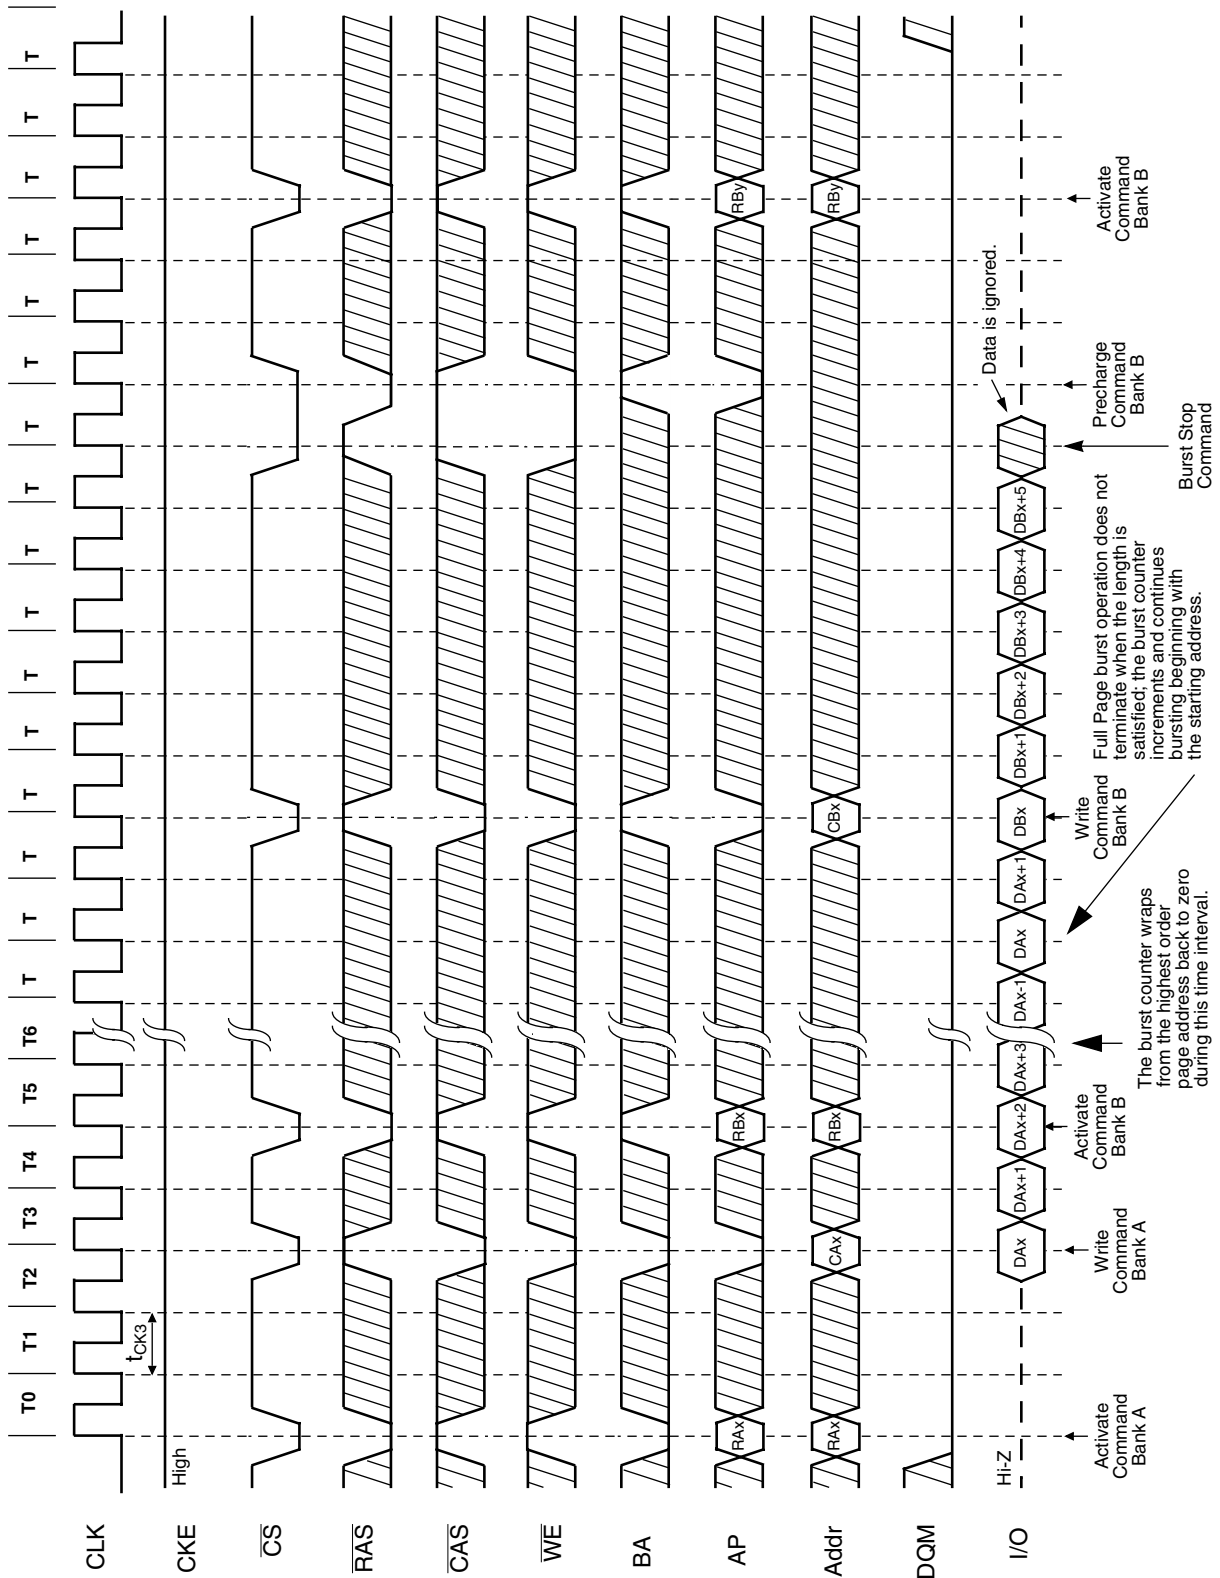 T0 T1 T2 T3 T4 T5 T6 T T T T T T T T T T T T T T T T
CLK
tCK3
CKE
High
CS
RAS
CAS
WE
BA
AP RAx RBx RBy
Addr RAx CAx RBx CBx RBy
DQM
Data is ignored.
Hi-Z
I/O DAx DAx+1 DAx+2 DAx+3 DAx-1 DAx DAx+1 DBx DBx+1 DBx+2 DBx+3 DBx+4 DBx+5
Activate
Command
Bank A
Write
Command
Bank A
Activate
Command
Bank B
The burst counter wraps
from the highest order
page address back to zero
during this time interval.
Write
Command
Bank B
Full Page burst operation does not
terminate when the length is
satisfied; the burst counter
increments and continues
bursting beginning with
the starting address.
Burst Stop
Command
Precharge
Command
Bank B
Activate
Command
Bank B